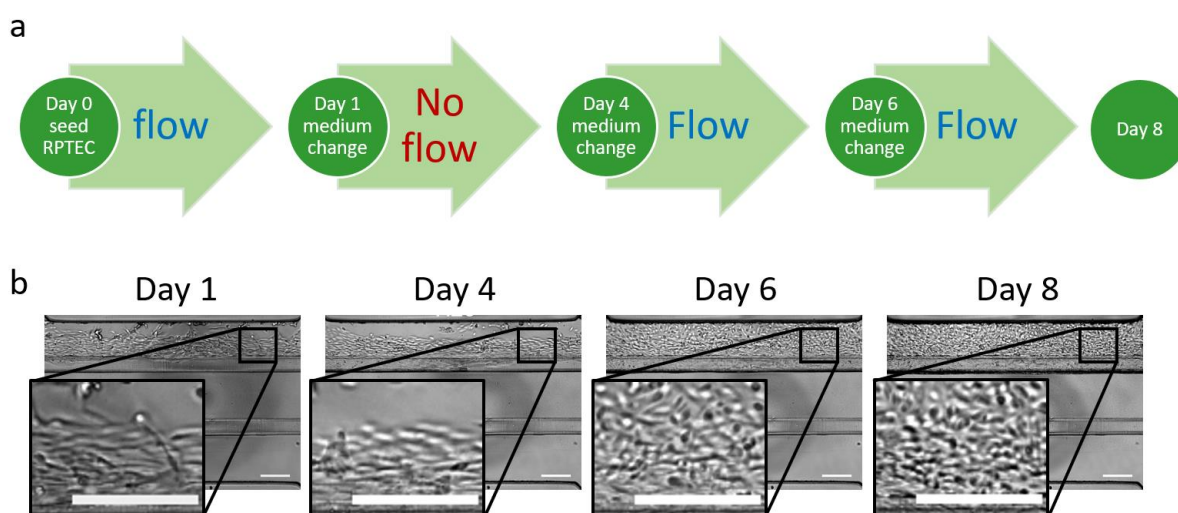 a
Day 0
seed
RPTEC
flow
Day 1
medium
change
No
flow
Day 4
medium
change
Flow
Day 6
medium
change
Flow
Day 8
b
Day 1
Day 4
Day 6
Day 8